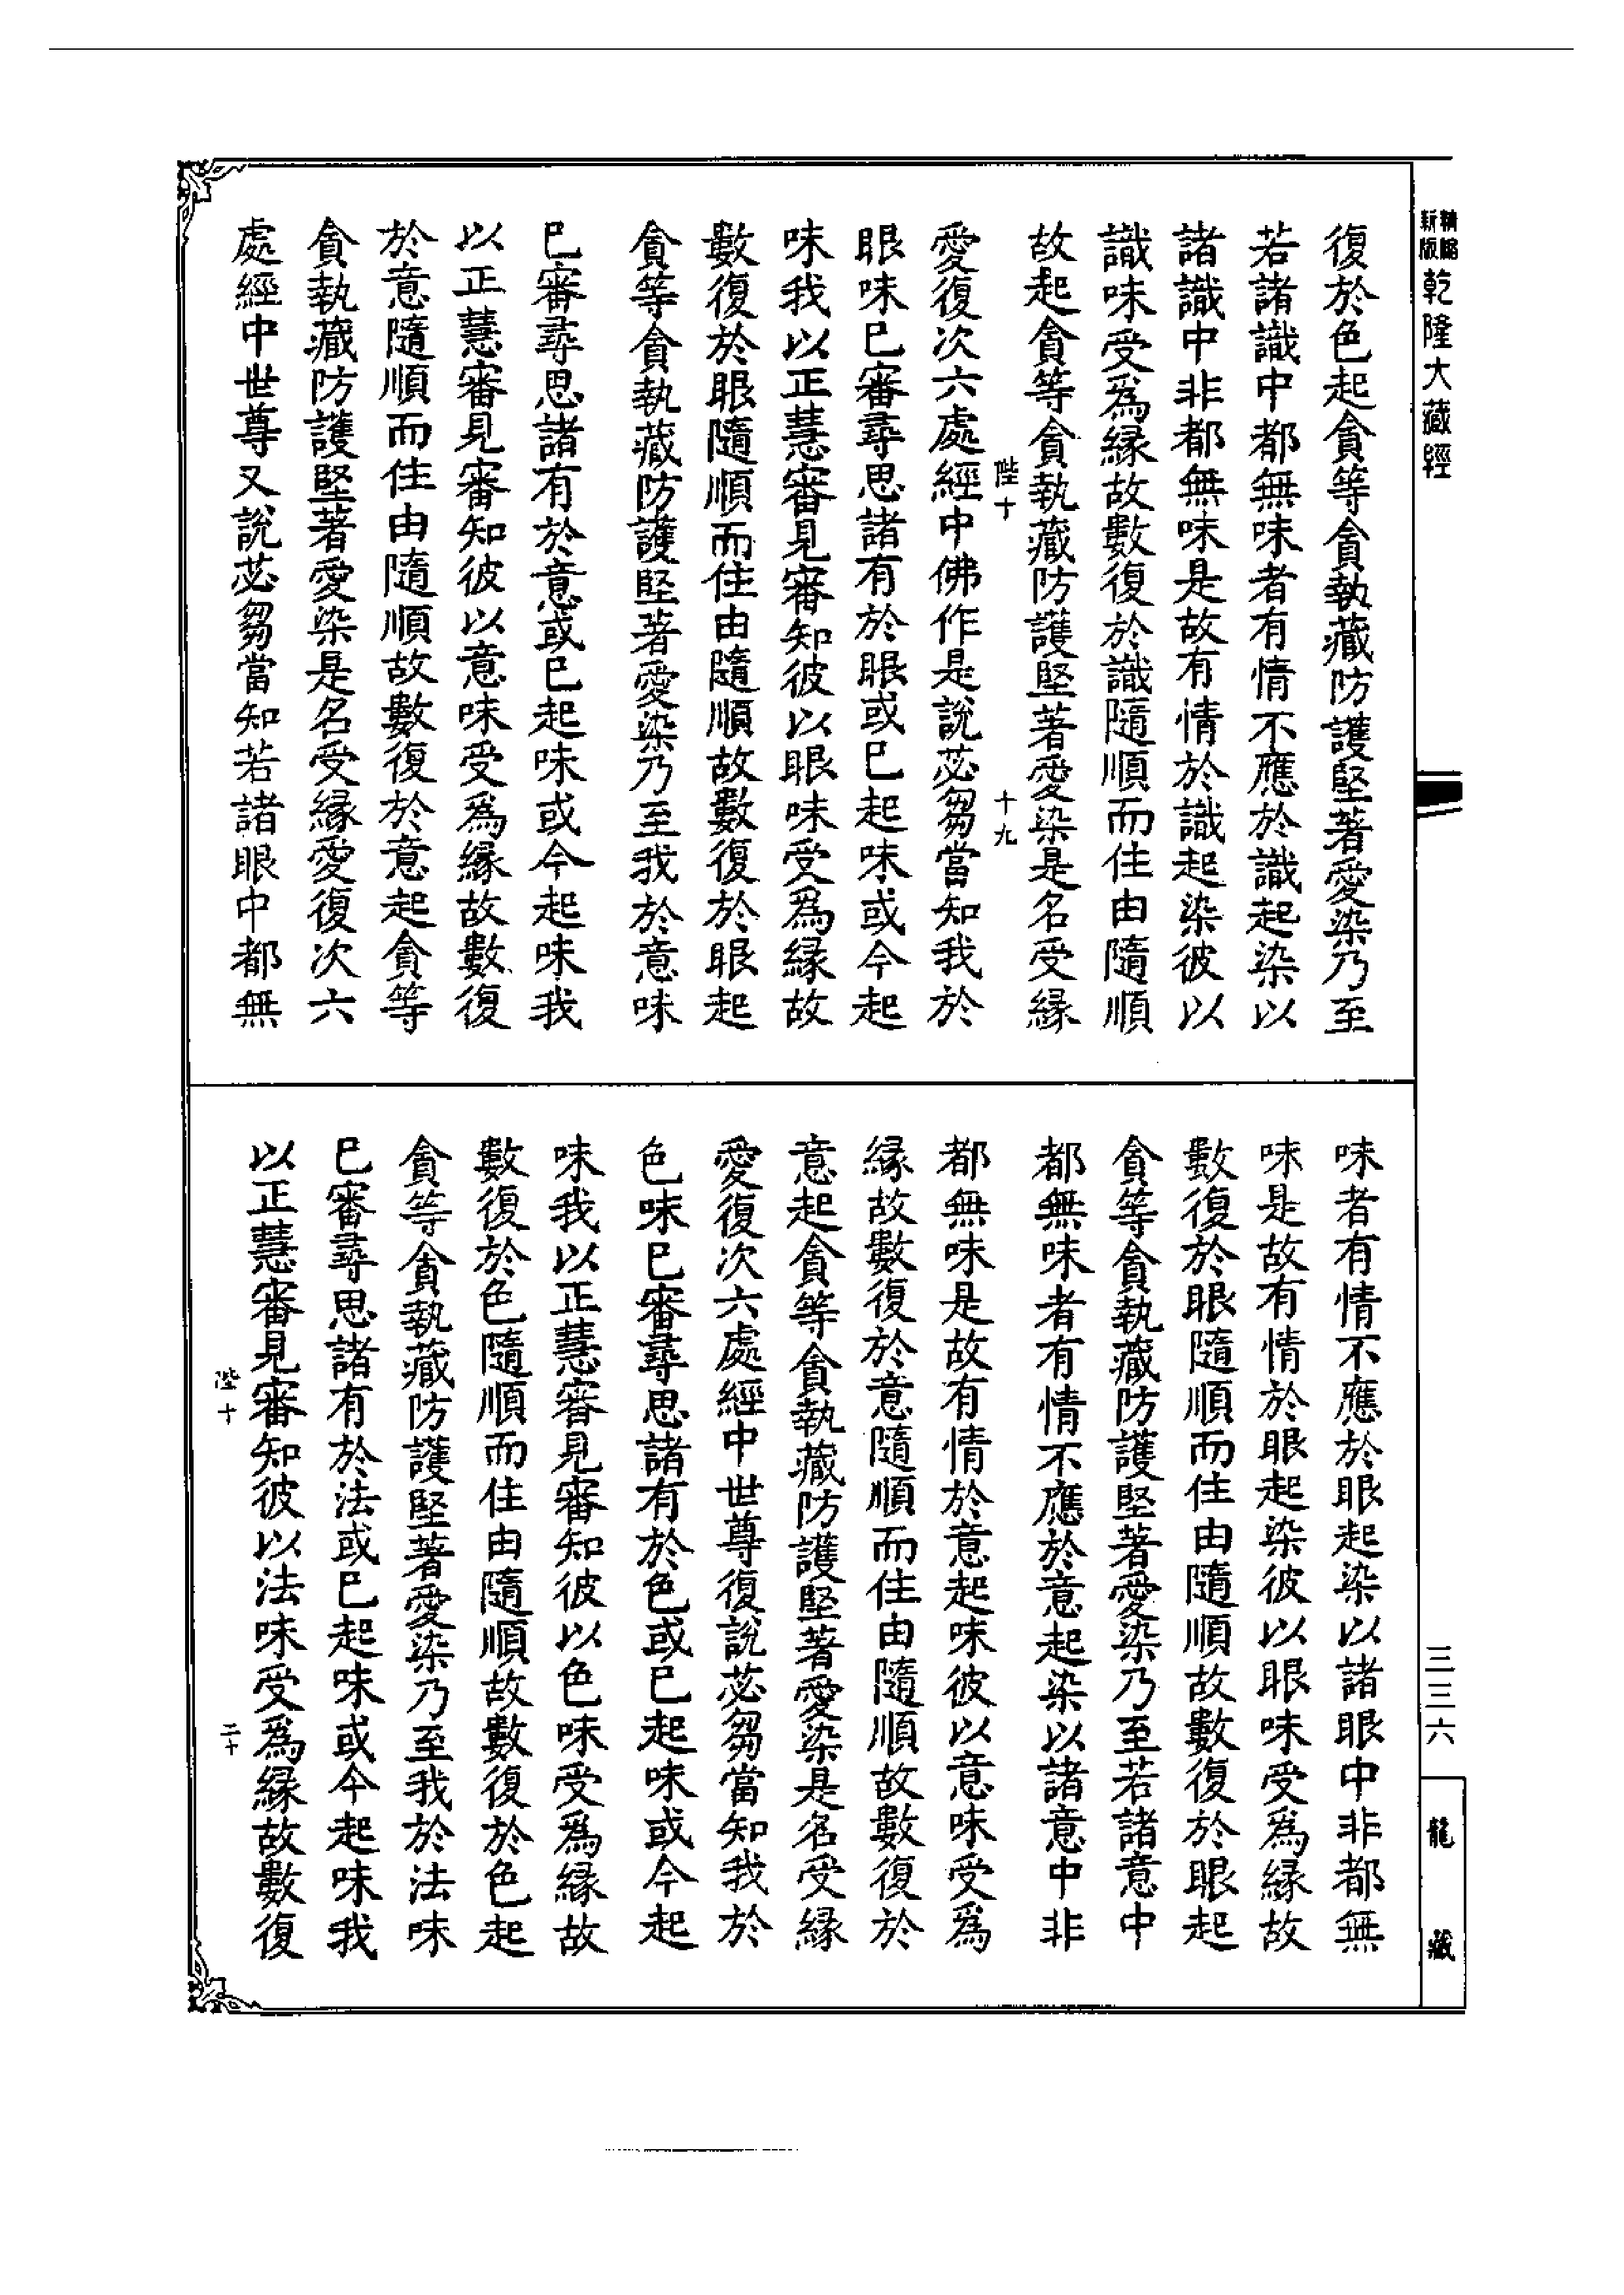 精縮
新版
乾隆大藏經
復於色起貪等貪執藏防護堅著愛染乃至
若諸識中都無味者有情不應於識起染以
諸識中非都無味是故有情於識起染彼以
識味受爲緣故數復於識隨順而住由隨順
故起貪等貪執藏防護堅著愛染是名受緣
陛十
十九
愛復次六處經中佛作是說苾芻當知我於
眼味已審尋思諸有於眼或已起味或今起
味我以正慧審見審知彼以眼味受爲緣故
數復於眼隨順而住由隨順故數復於眼起
貪等貪執藏防護堅著愛染乃至我於意味
已審尋思諸有於意或已起味或今起味我
以正慧審見審知彼以意味受爲緣故數復
於意隨順而住由隨順故數復於意起貪等
貪執藏防護堅著愛染是名受緣愛復次六
處經中世尊又說苾芻當知若諸眼中都無
味者有情不應於眼起染以諸眼中非都無
味是故有情於眼起染彼以眼味受爲緣故
數復於眼隨順而住由隨順故數復於眼起
貪等貪執藏防護堅著愛染乃至若諸意中
都無味者有情不應於意起染以諸意中非
都無味是故有情於意起味彼以意味受爲
緣故數復於意隨順而住由隨順故數復於
意起貪等貪執藏防護堅著愛染是名受緣
愛復次六處經中世尊復說苾芻當知我於
色味已審尋思諸有於色或已起味或今起
味我以正慧審見審知彼以色味受爲緣故
數復於色隨順而住由隨順故數復於色起
貪等貪執藏防護堅著愛染乃至我於法味
已審尋思諸有於法或已起味或今起味我
以正慧審見審知彼以法味受爲緣故數復
陛十
二十
三三六
龍藏